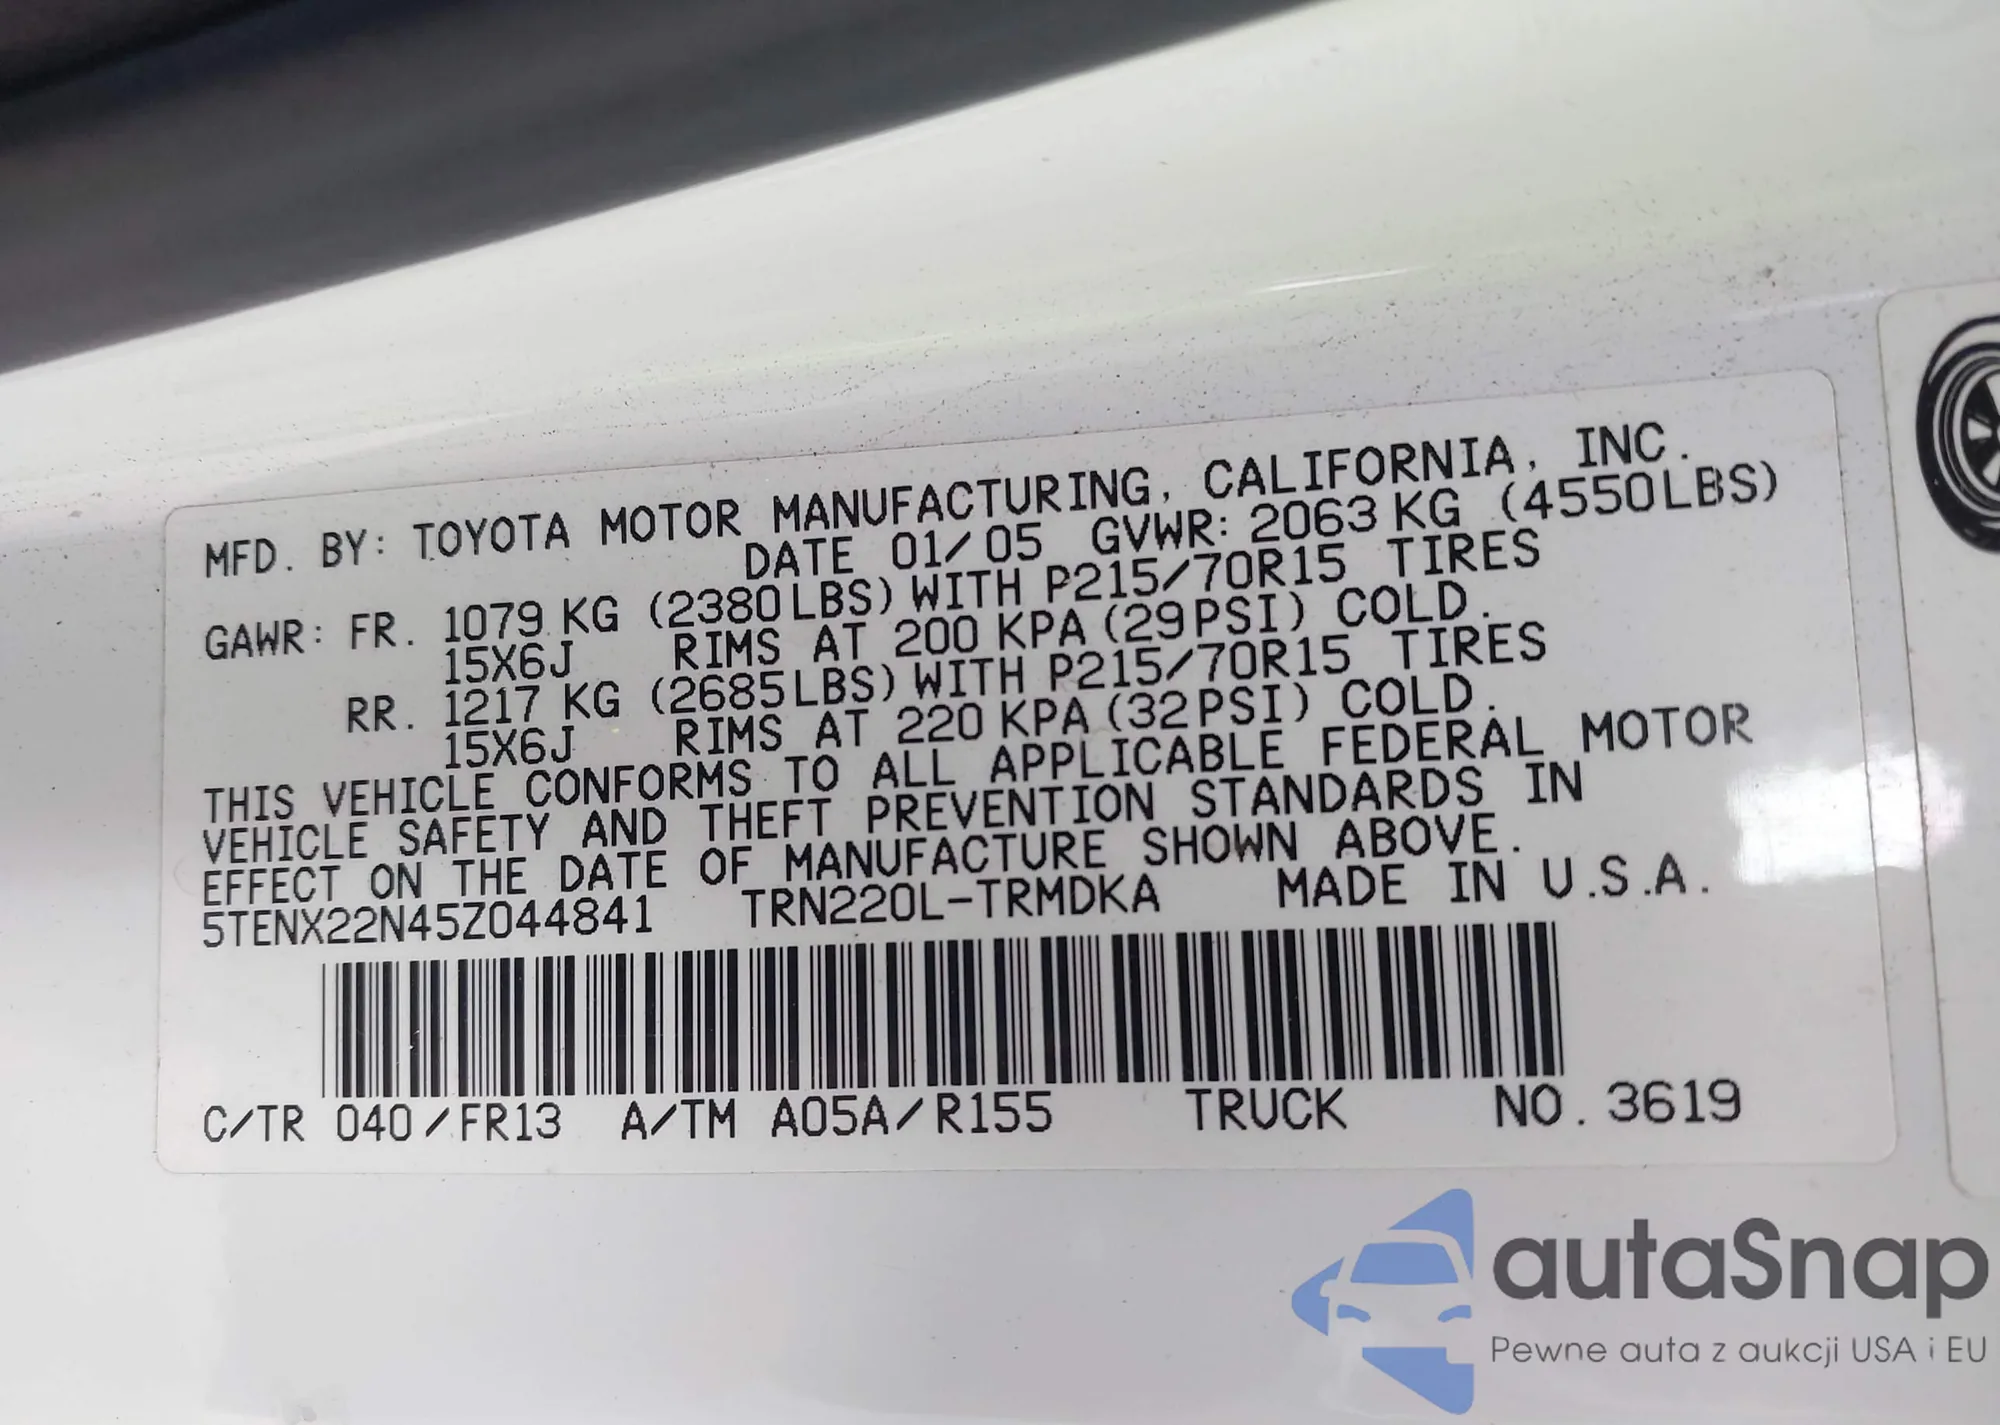 MFD. BY: TOYOTA MOTOR MANUFACTURING, CALIFORNIA, INC.
DATE 01/05 GVWR: 2063 KG (4550LBS)
GAWR: FR. 1079 KG (2380LBS) WITH P215/70R15 TIRES
15X6J RIMS AT 200 KPA (29PSI) COLD.
RR. 1217 KG (2685LBS) WITH P215/70R15 TIRES
15X6J RIMS AT 220 KPA (32PSI) COLD.
THIS VEHICLE CONFORMS TO ALL APPLICABLE FEDERAL MOTOR
VEHICLE SAFETY AND THEFT PREVENTION STANDARDS IN
EFFECT ON THE DATE OF MANUFACTURE SHOWN ABOVE.
5TENX22N45Z044841 TRN220L-TRMDKA MADE IN U.S.A.
C/TR 040/FR13 A/TM A05A/R155 TRUCK NO. 3619
autaSnap
Pewne auta z aukcji USA i EU